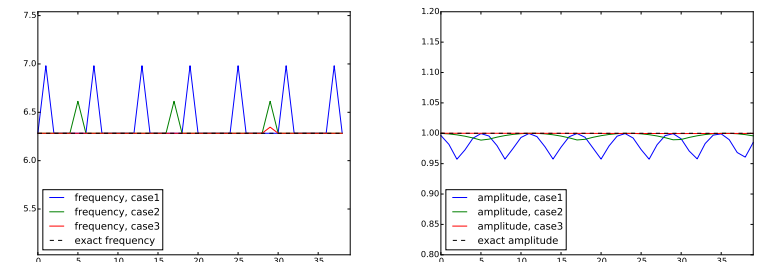 7.5
7.0
6.5
6.0
5.5
frequency, case1
frequency, case2
frequency, case3
exact frequency
0 5 10 15 20 25 30 35
1.20
1.15
1.10
1.05
1.00
0.95
0.90
0.85
0.80
amplitude, case1
amplitude, case2
amplitude, case3
exact amplitude
0 5 10 15 20 25 30 35